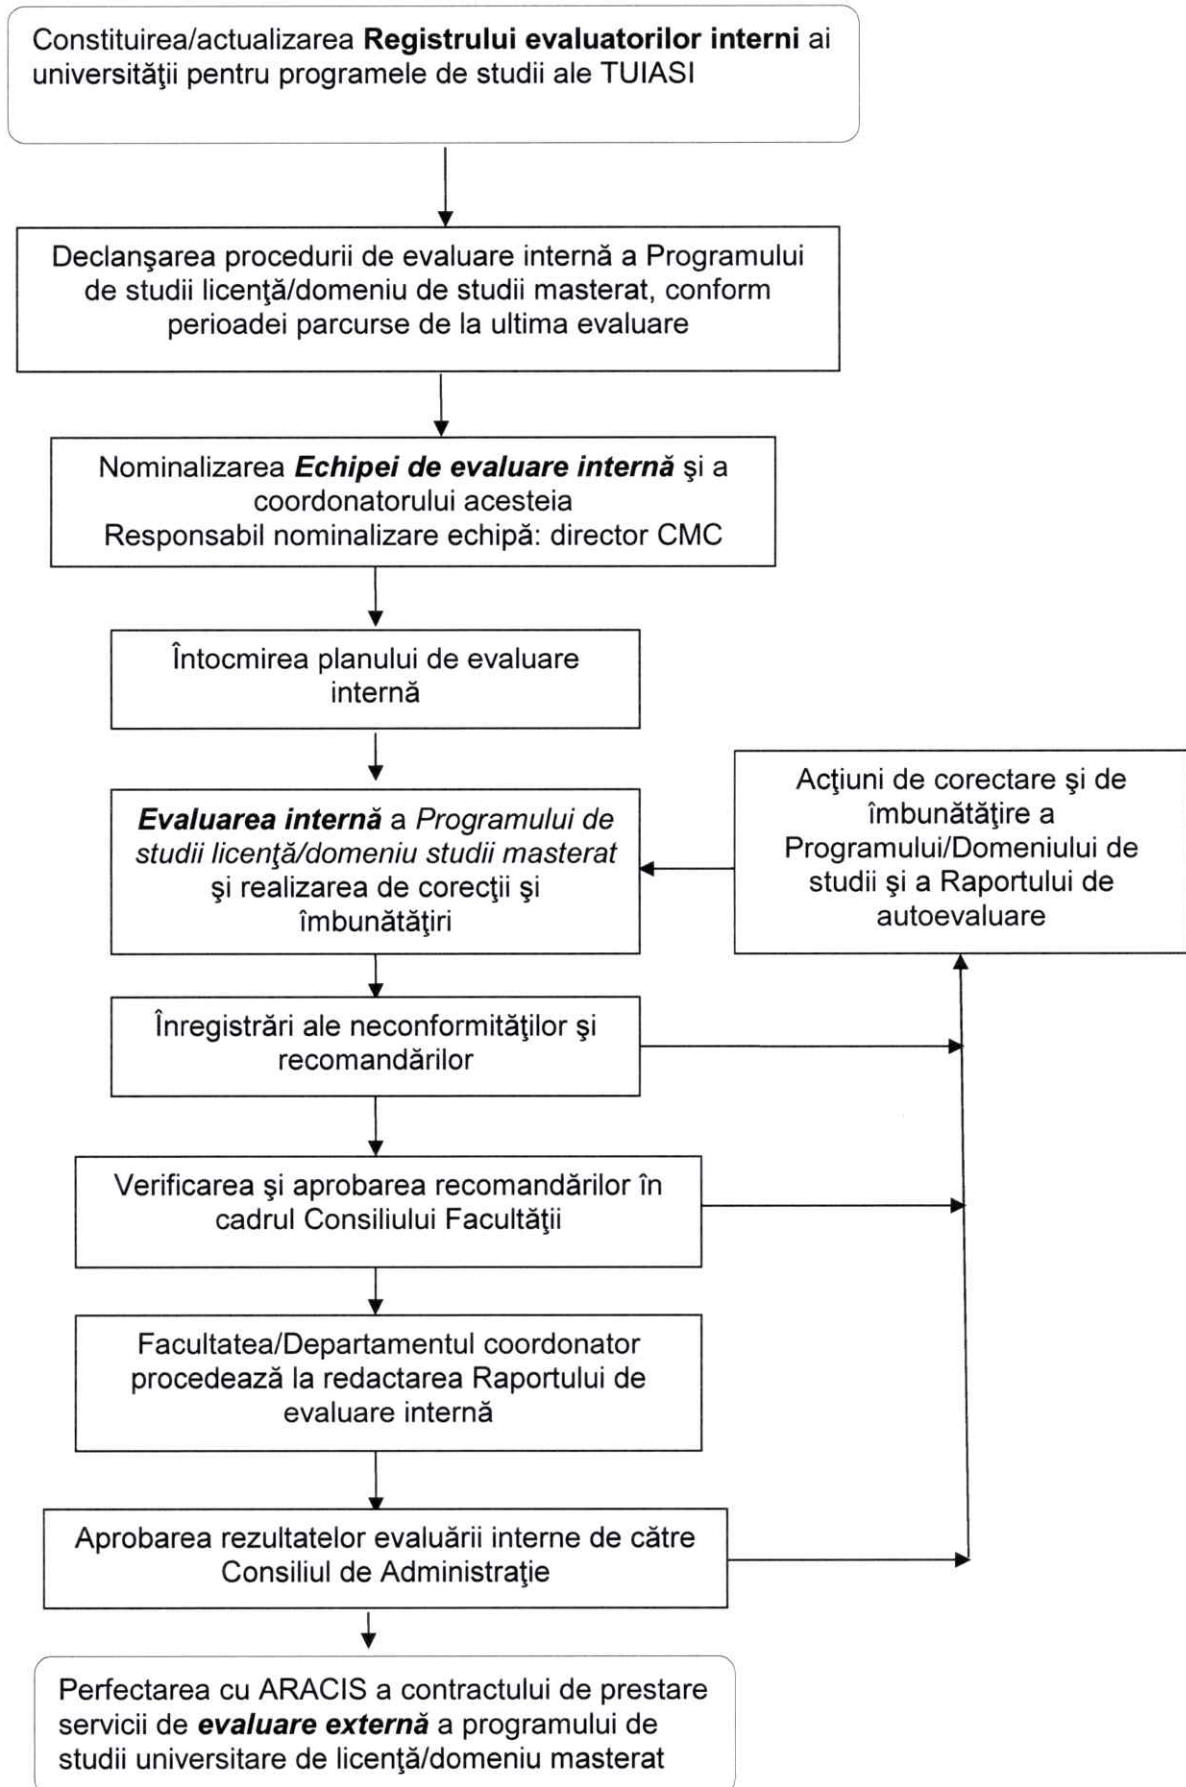 Constituirea/actualizarea Registrului evaluatorilor interni ai
universităţii pentru programele de studii ale TUIASI
Declanşarea procedurii de evaluare internă a Programului
de studii licenţă/domeniu de studii masterat, conform
perioadei parcurse de la ultima evaluare
Nominalizarea Echipei de evaluare internă şi a
coordonatorului acesteia
Responsabil nominalizare echipă: director CMC
Întocmirea planului de evaluare
internă
Evaluarea internă a Programului de
studii licenţă/domeniu studii masterat
şi realizarea de corecţii şi
îmbunătăţiri
Acţiuni de corectare şi de
îmbunătăţire a
Programului/Domeniului de
studii şi a Raportului de
autoevaluare
Înregistrări ale neconformităţilor şi
recomandărilor
Verificarea şi aprobarea recomandărilor în
cadrul Consiliului Facultăţii
Facultatea/Departamentul coordonator
procedează la redactarea Raportului de
evaluare internă
Aprobarea rezultatelor evaluării interne de către
Consiliul de Administraţie
Perfectarea cu ARACIS a contractului de prestare
servicii de evaluare externă a programului de
studii universitare de licenţă/domeniu masterat